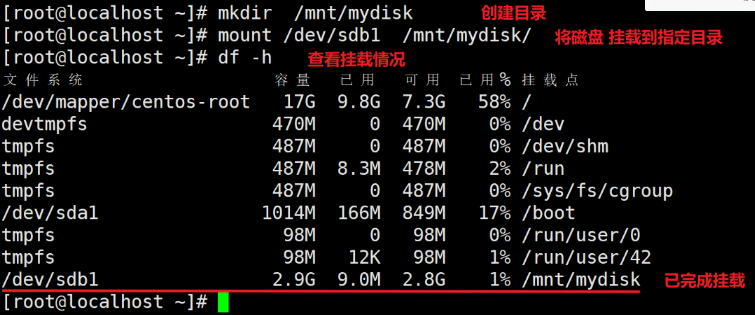 [root@localhost ~]# mkdir  /mnt/mydisk 创建目录
[root@localhost ~]# mount /dev/sdb1  /mnt/mydisk/ 将磁盘 挂载到指定目录
[root@localhost ~]# df -h 查看挂载情况
文件系统 容量 已用 可用 已用% 挂载点
/dev/mapper/centos-root 17G 9.8G 7.3G 58% /
devtmpfs 470M 0 470M 0% /dev
tmpfs 487M 0 487M 0% /dev/shm
tmpfs 487M 8.3M 478M 2% /run
tmpfs 487M 0 487M 0% /sys/fs/cgroup
/dev/sda1 1014M 166M 849M 17% /boot
tmpfs 98M 0 98M 0% /run/user/0
tmpfs 98M 12K 98M 1% /run/user/42
/dev/sdb1 2.9G 9.0M 2.8G 1% /mnt/mydisk 已完成挂载
[root@localhost ~]#